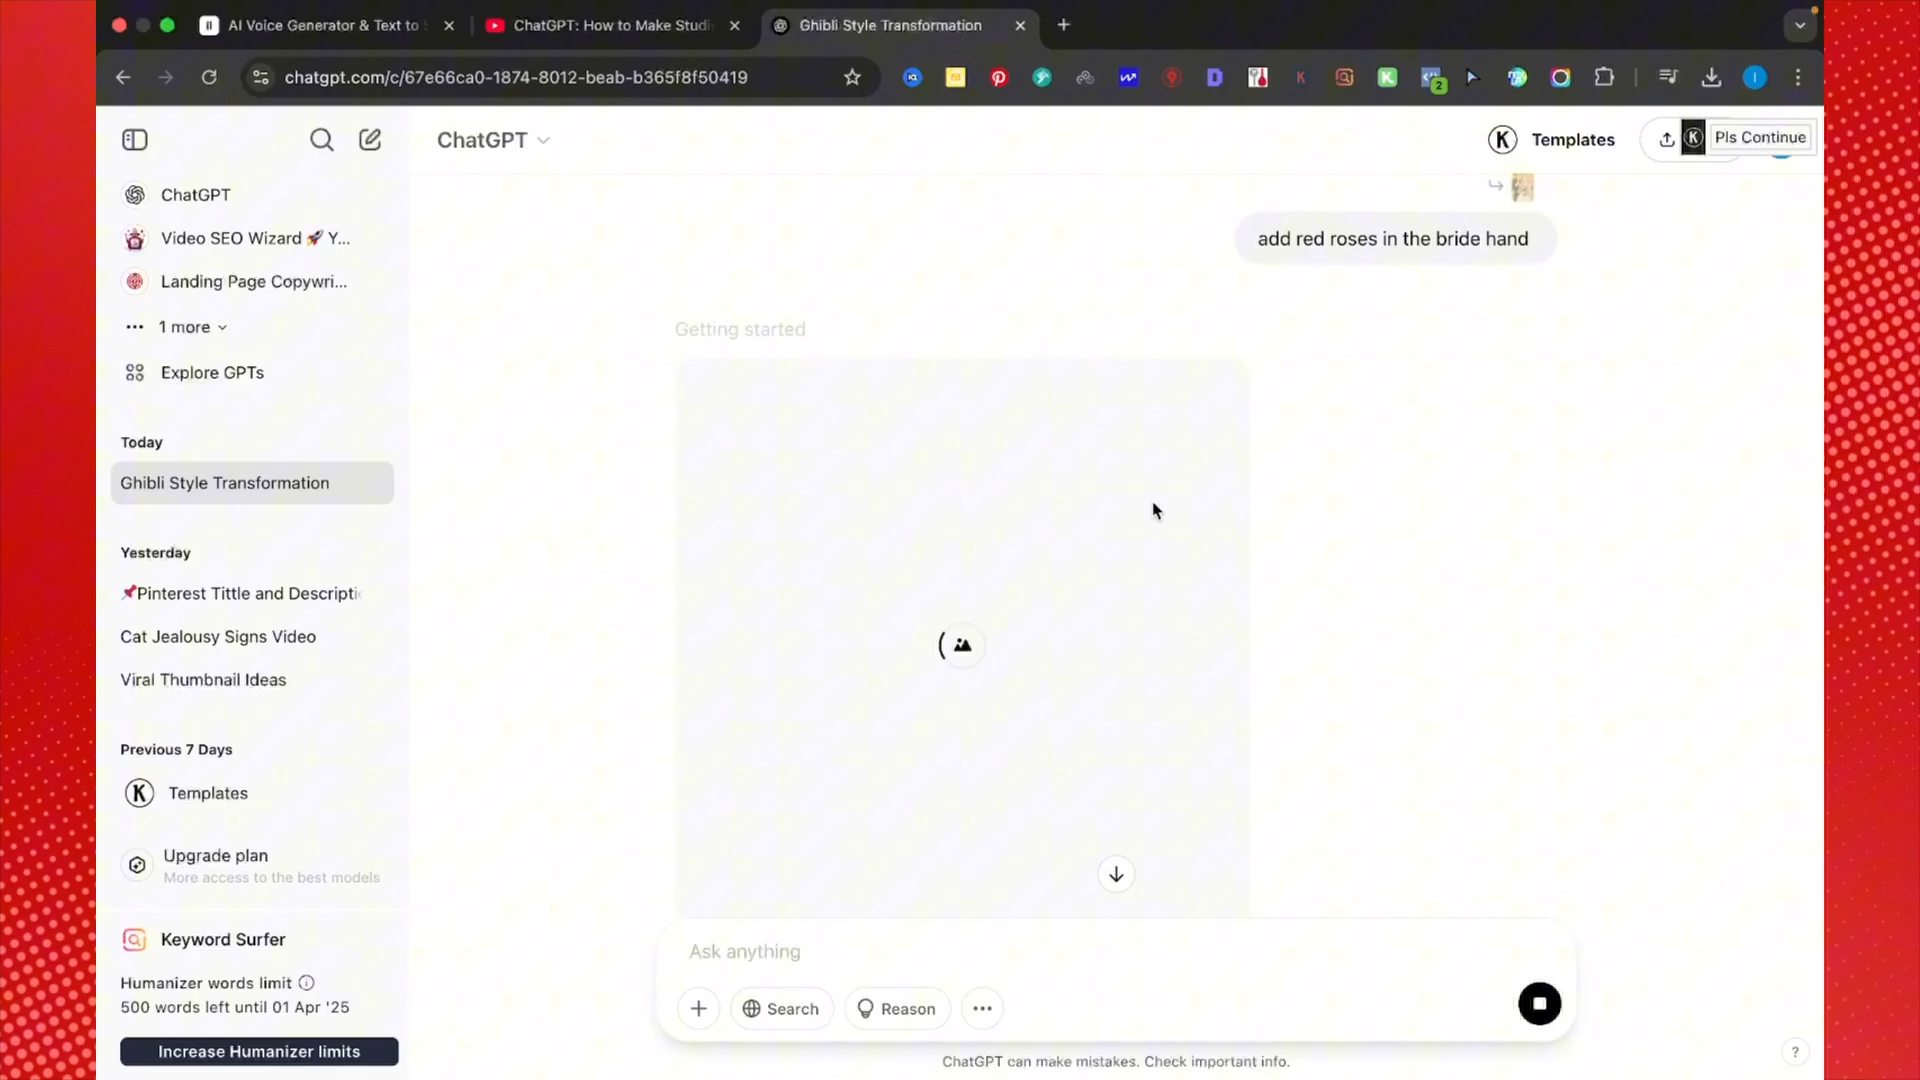 AI Voice Generator & Text to
ChatGPT: How to Make Studi
Ghibli Style Transformation
chatgpt.com/c/67e66ca0-1874-8012-beab-b365f8f50419
2
ChatGPT
Templates
Pls Continue
ChatGPT
Video SEO Wizard 🚀 Y...
Landing Page Copywri...
1 more
Explore GPTs
Today
Ghibli Style Transformation
Yesterday
📌Pinterest Tittle and Descripti
Cat Jealousy Signs Video
Viral Thumbnail Ideas
Previous 7 Days
Templates
Upgrade plan
More access to the best models
Keyword Surfer
Humanizer words limit
500 words left until 01 Apr '25
Increase Humanizer limits
add red roses in the bride hand
Getting started
Ask anything
Search
Reason
ChatGPT can make mistakes. Check important info.
?